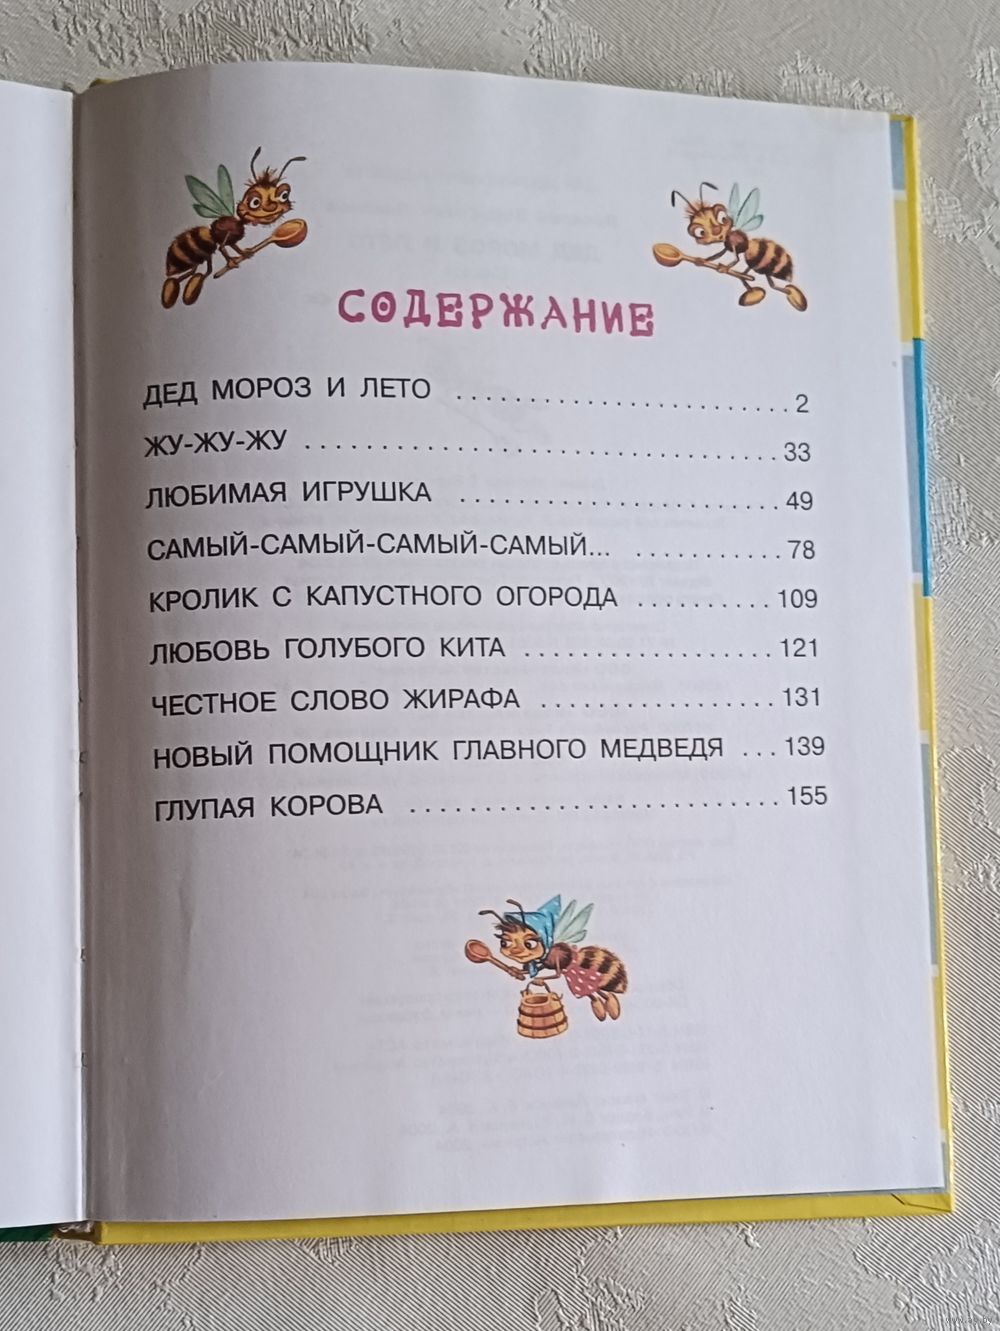 СОДЕРЖАНИЕ
ДЕД МОРОЗ И ЛЕТО ....................... 2
ЖУ-ЖУ-ЖУ ................................ 33
ЛЮБИМАЯ ИГРУШКА ...................... 49
САМЫЙ-САМЫЙ-САМЫЙ-САМЫЙ... .......... 78
КРОЛИК С КАПУСТНОГО ОГОРОДА .......... 109
ЛЮБОВЬ ГОЛУБОГО КИТА ................. 121
ЧЕСТНОЕ СЛОВО ЖИРАФА ................ 131
НОВЫЙ ПОМОЩНИК ГЛАВНОГО МЕДВЕДЯ ... 139
ГЛУПАЯ КОРОВА ......................... 155